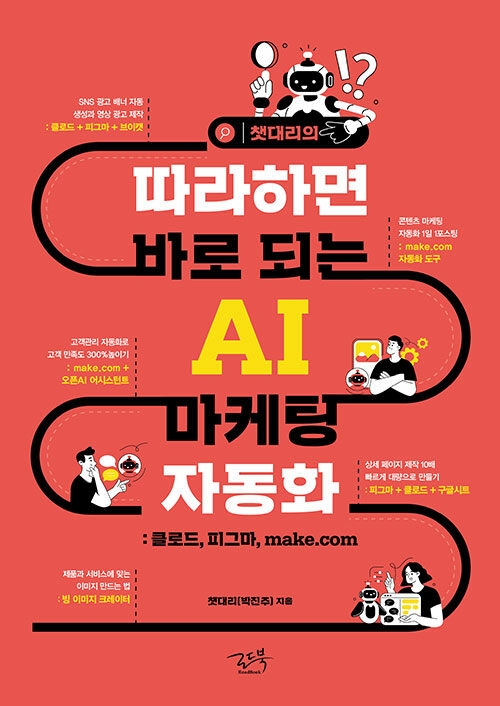 !?
SNS 광고 배너 자동
생성과 영상 광고 제작
: 클로드 + 피그마 + 브이캣
챗대리의
따라하면
바로 되는
콘텐츠 마케팅
자동화 1일 1포스팅
: make.com
자동화 도구
AI
고객관리 자동화로
고객 만족도 300%높이기
: make.com +
오픈AI 어시스턴트
마케팅
자동화
상세 페이지 제작 10배
빠르게 대량으로 만들기
: 피그마 + 클로드 + 구글시트
: 클로드, 피그마, make.com
제품과 서비스에 맞는
이미지 만드는 법
: 빙 이미지 크레이터
챗대리(박진주) 지음
로드북
RoadBook